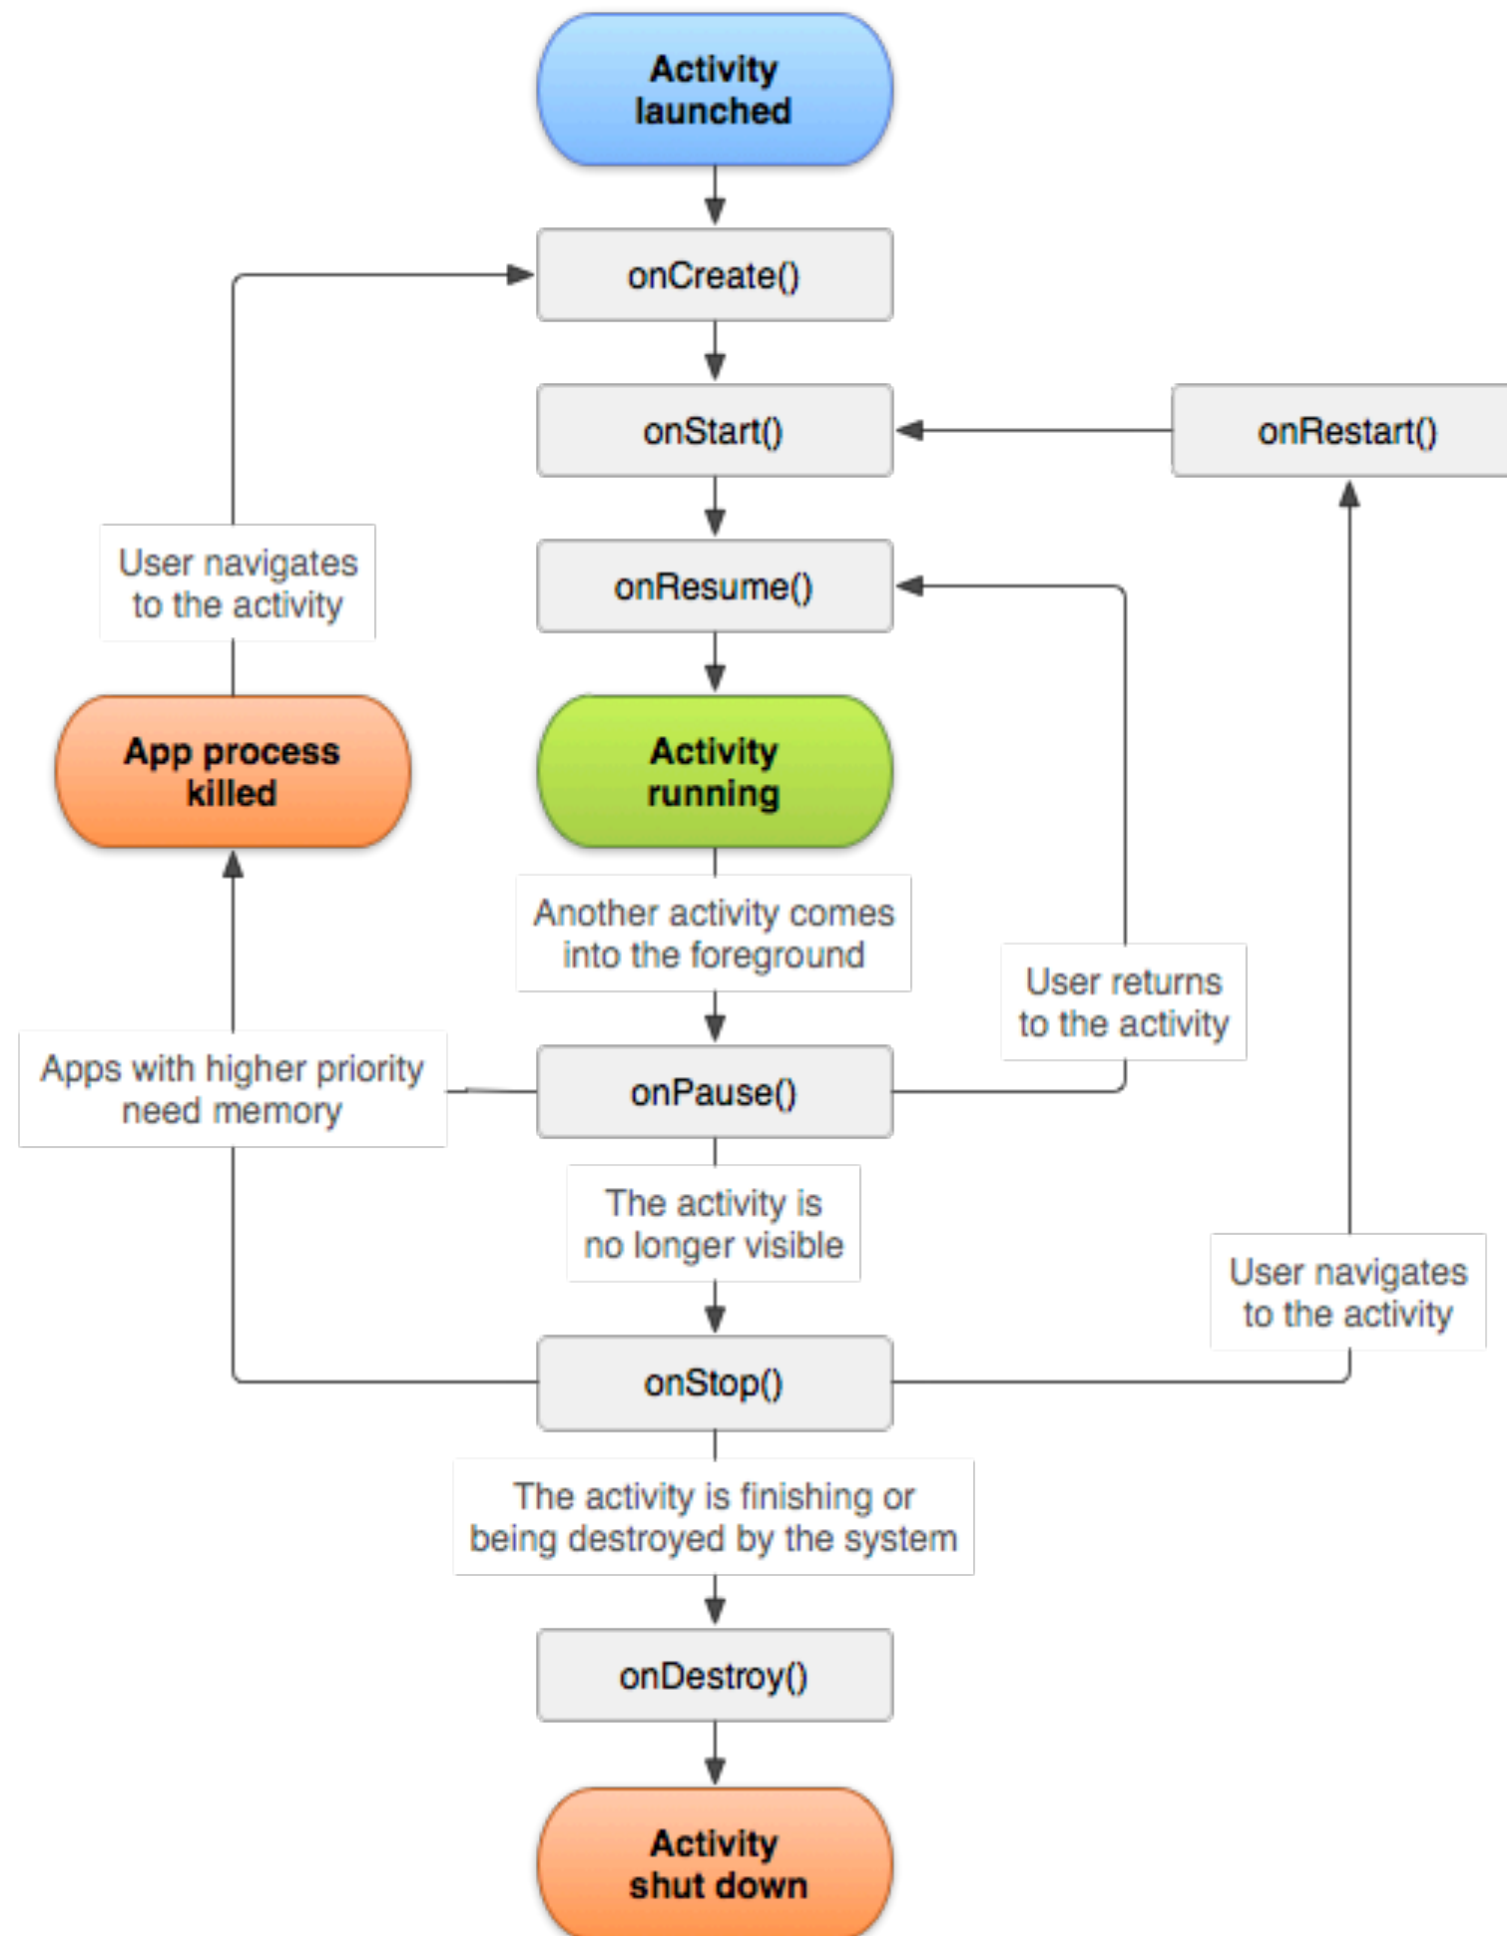 Activity
launched
onCreate()
onStart()
onRestart()
onResume()
User navigates
to the activity
App process
killed
Activity
running
Another activity comes
into the foreground
User returns
to the activity
Apps with higher priority
need memory
onPause()
The activity is
no longer visible
User navigates
to the activity
onStop()
The activity is finishing or
being destroyed by the system
onDestroy()
Activity
shut down